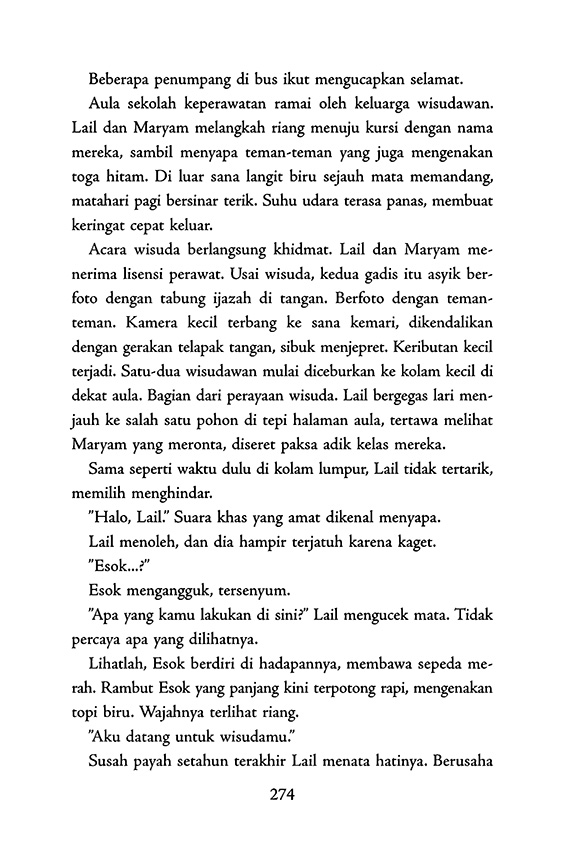 Beberapa penumpang di bus ikut mengucapkan selamat.
Aula sekolah keperawatan ramai oleh keluarga wisudawan.
Lail dan Maryam melangkah riang menuju kursi dengan nama
mereka, sambil menyapa teman-teman yang juga mengenakan
toga hitam. Di luar sana langit biru sejauh mata memandang,
matahari pagi bersinar terik. Suhu udara terasa panas, membuat
keringat cepat keluar.
Acara wisuda berlangsung khidmat. Lail dan Maryam me-
nerima lisensi perawat. Usai wisuda, kedua gadis itu asyik ber-
foto dengan tabung ijazah di tangan. Berfoto dengan teman-
teman. Kamera kecil terbang ke sana kemari, dikendalikan
dengan gerakan telapak tangan, sibuk menjepret. Keributan kecil
terjadi. Satu-dua wisudawan mulai diceburkan ke kolam kecil di
dekat aula. Bagian dari perayaan wisuda. Lail bergegas lari men-
jauh ke salah satu pohon di tepi halaman aula, tertawa melihat
Maryam yang meronta, diseret paksa adik kelas mereka.
Sama seperti waktu dulu di kolam lumpur, Lail tidak tertarik,
memilih menghindar.
"Halo, Lail." Suara khas yang amat dikenal menyapa.
Lail menoleh, dan dia hampir terjatuh karena kaget.
"Esok...?"
Esok mengangguk, tersenyum.
"Apa yang kamu lakukan di sini?" Lail mengucek mata. Tidak
percaya apa yang dilihatnya.
Lihatlah, Esok berdiri di hadapannya, membawa sepeda me-
rah. Rambut Esok yang panjang kini terpotong rapi, mengenakan
topi biru. Wajahnya terlihat riang.
"Aku datang untuk wisudamu."
Susah payah setahun terakhir Lail menata hatinya. Berusaha
274